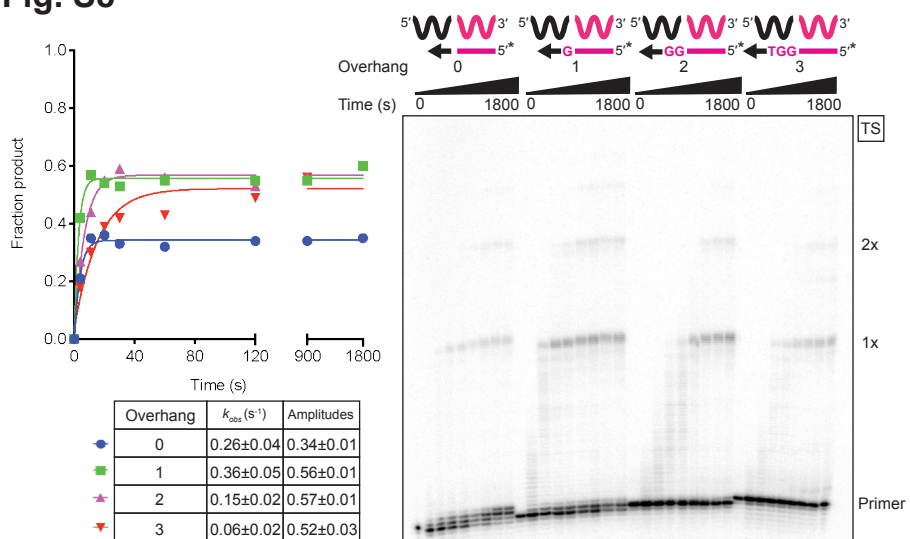 5' 3' 5' 3' 5' 3' 5' 3'
5'* G 5'* GG 5'* TGG 5'*
Overhang 0 1 2 3
Time (s) 0 1800 0 1800 0 1800 0 1800
TS
2x
1x
Primer
Fraction product
1.0
0.8
0.6
0.4
0.2
0.0
0 40 80 120 900 1800
Time (s)
Overhang kobs (s-1) Amplitudes
0 0.26±0.04 0.34±0.01
1 0.36±0.05 0.56±0.01
2 0.15±0.02 0.57±0.01
3 0.06±0.02 0.52±0.03